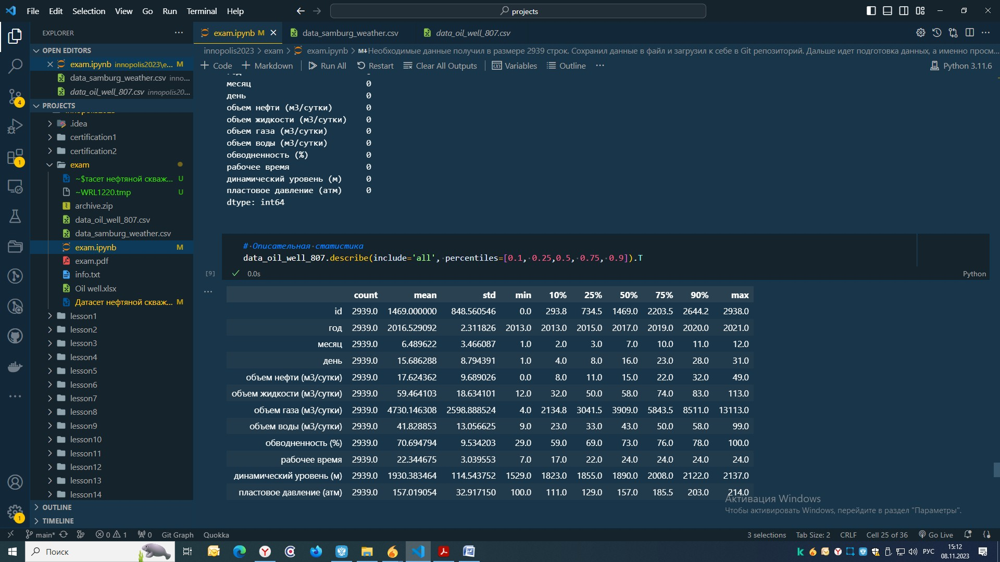 File Edit Selection View Go Run Terminal Help
projects
EXPLORER
exam.ipynb M
data_samburg_weather.csv
data_oil_well_807.csv
OPEN EDITORS
exam.ipynb innopolis2023\e... M
data_samburg_weather.csv inno...
data_oil_well_807.csv innopolis20...
PROJECTS
.idea
certification1
certification2
exam
~$тасет нефтяной скваж... U
~WRL1220.tmp U
archive.zip
data_oil_well_807.csv
data_samburg_weather.csv
exam.ipynb M
exam.pdf
info.txt
Oil well.xlsx
Датасет нефтяной скваж... M
lesson1
lesson2
lesson3
lesson4
lesson5
lesson6
lesson7
lesson8
lesson9
lesson10
lesson11
lesson12
lesson13
lesson14
OUTLINE
TIMELINE
innopolis2023 > exam > exam.ipynb > M↓Необходимые данные получил в размере 2939 строк. Сохранил данные в файл и загрузил к себе в Git репозиторий. Дальше идет подготовка данных, а именно просм...
Code Markdown Run All Restart Clear All Outputs Variables Outline ... Python 3.11.6
месяц 0
день 0
объем нефти (м3/сутки) 0
объем жидкости (м3/сутки) 0
объем газа (м3/сутки) 0
объем воды (м3/сутки) 0
обводненность (%) 0
рабочее время 0
динамический уровень (м) 0
пластовое давление (атм) 0
dtype: int64
# Описательная статистика
data_oil_well_807.describe(include='all', percentiles=[0.1, 0.25,0.5, 0.75, 0.9]).T
[9] 0.0s Python
count mean std min 10% 25% 50% 75% 90% max
id 2939.0 1469.000000 848.560546 0.0 293.8 734.5 1469.0 2203.5 2644.2 2938.0
год 2939.0 2016.529092 2.311826 2013.0 2013.0 2015.0 2017.0 2019.0 2020.0 2021.0
месяц 2939.0 6.489622 3.466087 1.0 2.0 3.0 7.0 10.0 11.0 12.0
день 2939.0 15.686288 8.794391 1.0 4.0 8.0 16.0 23.0 28.0 31.0
объем нефти (м3/сутки) 2939.0 17.624362 9.689026 0.0 8.0 11.0 15.0 22.0 32.0 49.0
объем жидкости (м3/сутки) 2939.0 59.464103 18.634101 12.0 32.0 50.0 58.0 74.0 83.0 113.0
объем газа (м3/сутки) 2939.0 4730.146308 2598.888524 4.0 2134.8 3041.5 3909.0 5843.5 8511.0 13113.0
объем воды (м3/сутки) 2939.0 41.828853 13.056625 9.0 23.0 33.0 43.0 50.0 58.0 99.0
обводненность (%) 2939.0 70.694794 9.534203 29.0 59.0 69.0 73.0 76.0 78.0 100.0
рабочее время 2939.0 22.344675 3.039553 7.0 17.0 22.0 24.0 24.0 24.0 24.0
динамический уровень (м) 2939.0 1930.383464 114.543752 1529.0 1823.0 1855.0 1890.0 2008.0 2122.0 2137.0
пластовое давление (атм) 2939.0 157.019054 32.917150 100.0 111.0 129.0 157.0 185.5 203.0 214.0
Активация Windows
Чтобы активировать Windows, перейдите в раздел "Параметры".
main* 0 1 0 Git Graph Quokka 3 selections Tab Size: 2 CRLF Cell 25 of 36 Go Live
Поиск
РУС
15:12
08.11.2023